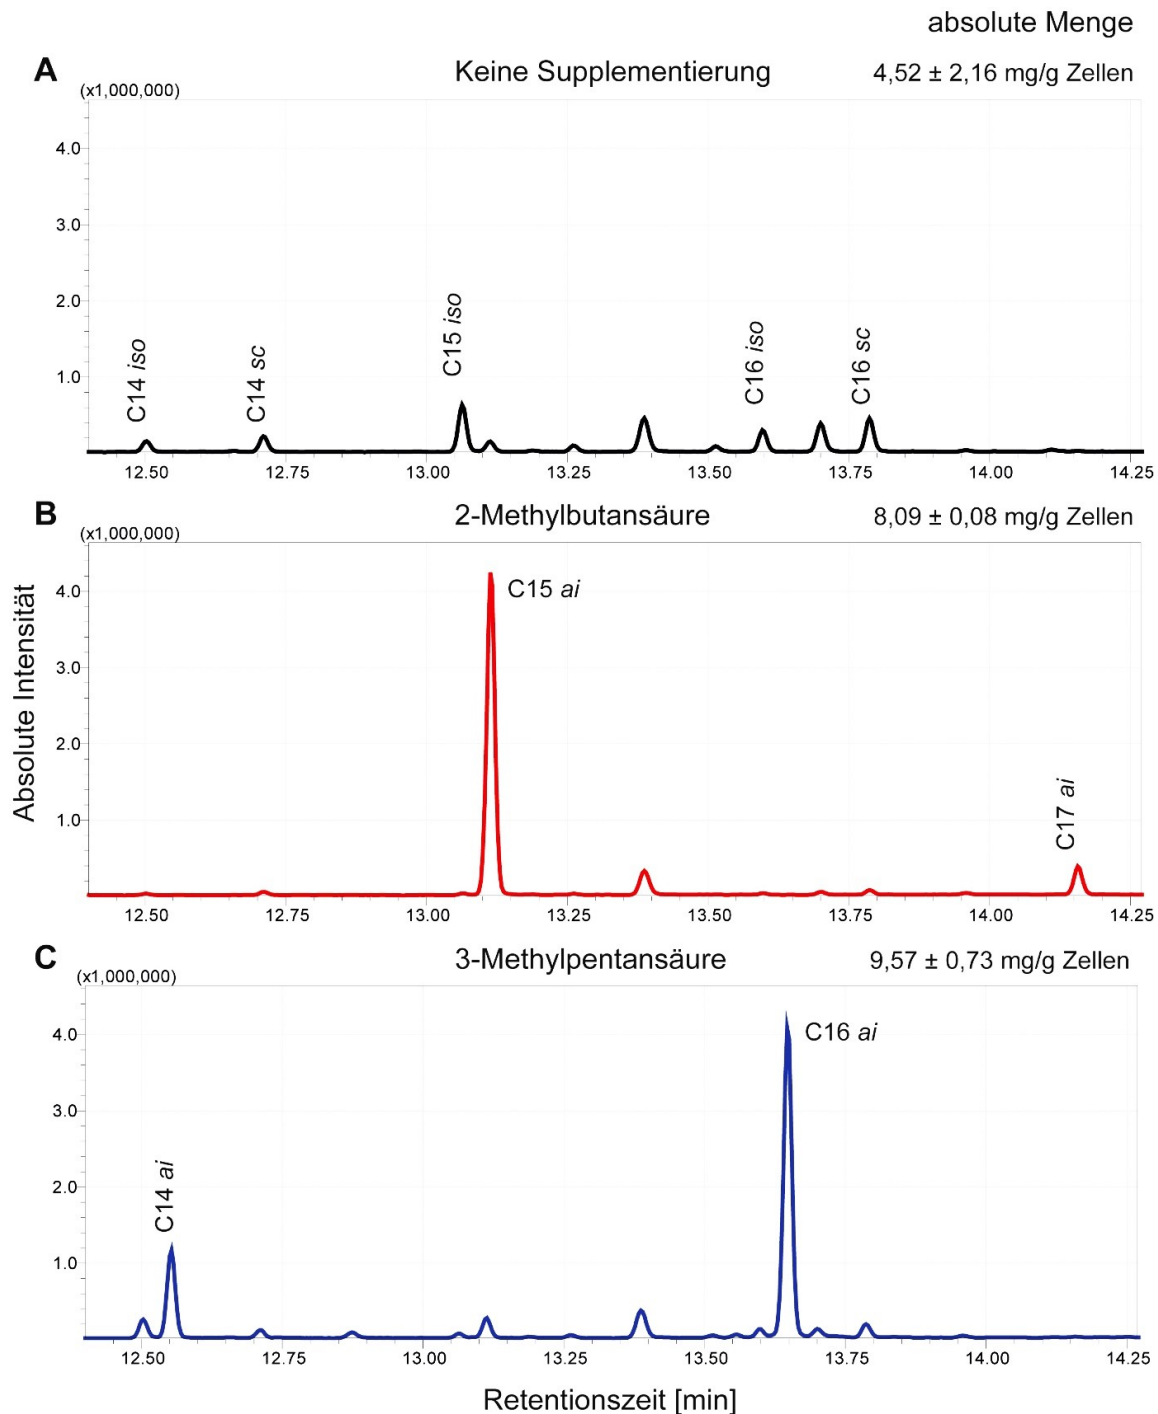 absolute Menge
A Keine Supplementierung 4,52 ± 2,16 mg/g Zellen
(x1,000,000)
4.0
3.0
2.0
1.0
C14 iso
C14 sc
C15 iso
C16 iso
C16 sc
12.50 12.75 13.00 13.25 13.50 13.75 14.00 14.25
B 2-Methylbutansäure 8,09 ± 0,08 mg/g Zellen
(x1,000,000)
4.0
3.0
2.0
1.0
C15 ai
C17 ai
12.50 12.75 13.00 13.25 13.50 13.75 14.00 14.25
Absolute Intensität
C 3-Methylpentansäure 9,57 ± 0,73 mg/g Zellen
(x1,000,000)
4.0
3.0
2.0
1.0
C14 ai
C16 ai
12.50 12.75 13.00 13.25 13.50 13.75 14.00 14.25
Retentionszeit [min]